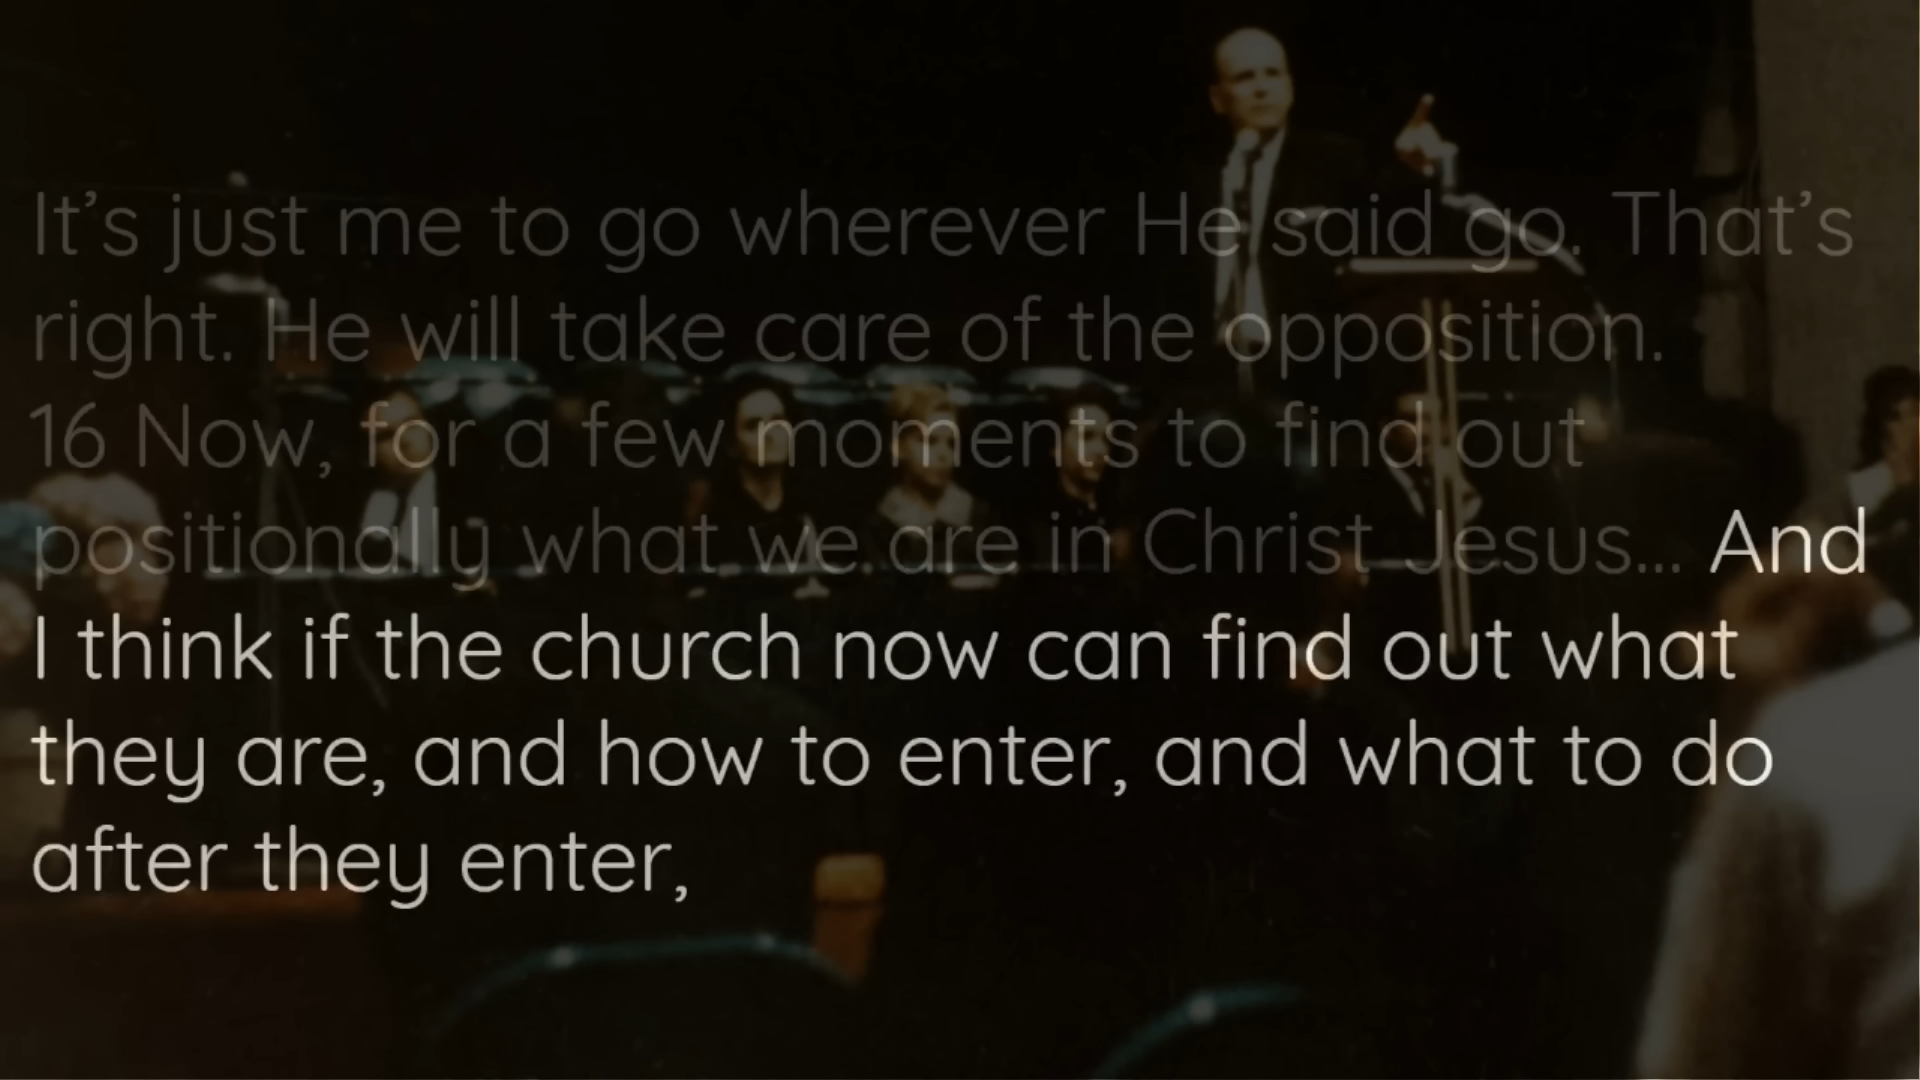 It’s just me to go wherever He said go. That’s
right. He will take care of the opposition.
16 Now, for a few moments to find out
positionally what we are in Christ Jesus... And
I think if the church now can find out what
they are, and how to enter, and what to do
after they enter,